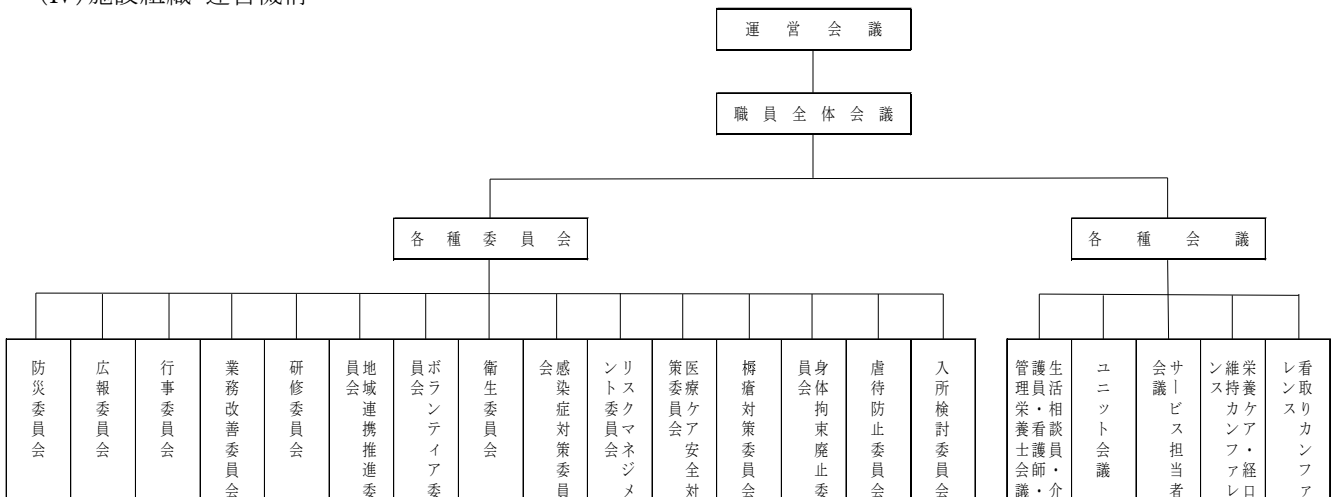 (IV)施設組織 運営機構
運営会議
職員全体会議
各種委員会
各種会議
防災委員会
広報委員会
行事委員会
業務改善委員会
研修委員会
地域連携推進委
員会
ボランティア委
員会
衛生委員会
感染症対策委員
会
リスクマネジメ
ント委員会
医療ケア安全対
策委員会
褥瘡対策委員会
身体拘束廃止委
員会
虐待防止委員会
入所検討委員会
生活相談員・介
護員・看護師・
管理栄養士会議
ユニット会議
サービス担当者
会議
栄養ケア・経口
維持カンファレ
ンス
看取りカンファ
レンス